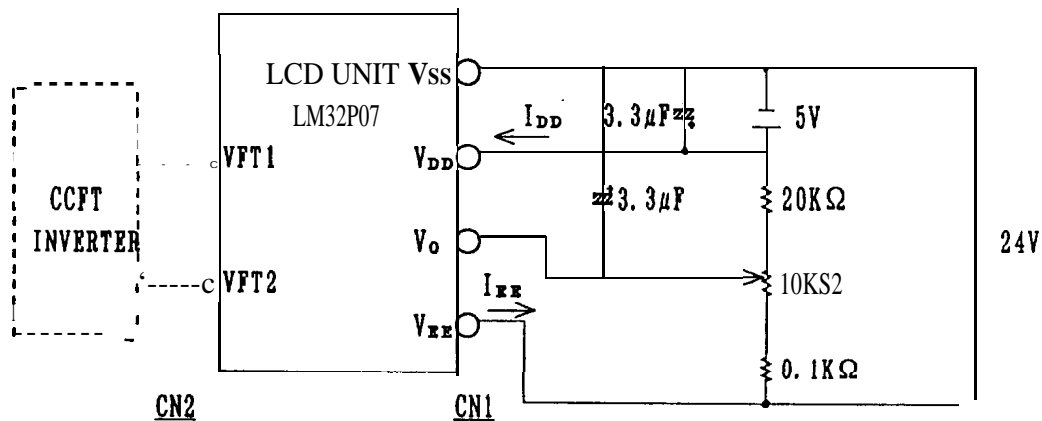 LCD UNIT VSS
LM32P07
IDD
3.3μF
5V
VFT1
VDD
CCFT
INVERTER
3.3μF
20KΩ
VO
24V
VFT2
10KS2
IEE
VEE
0.1KΩ
CN2
CN1